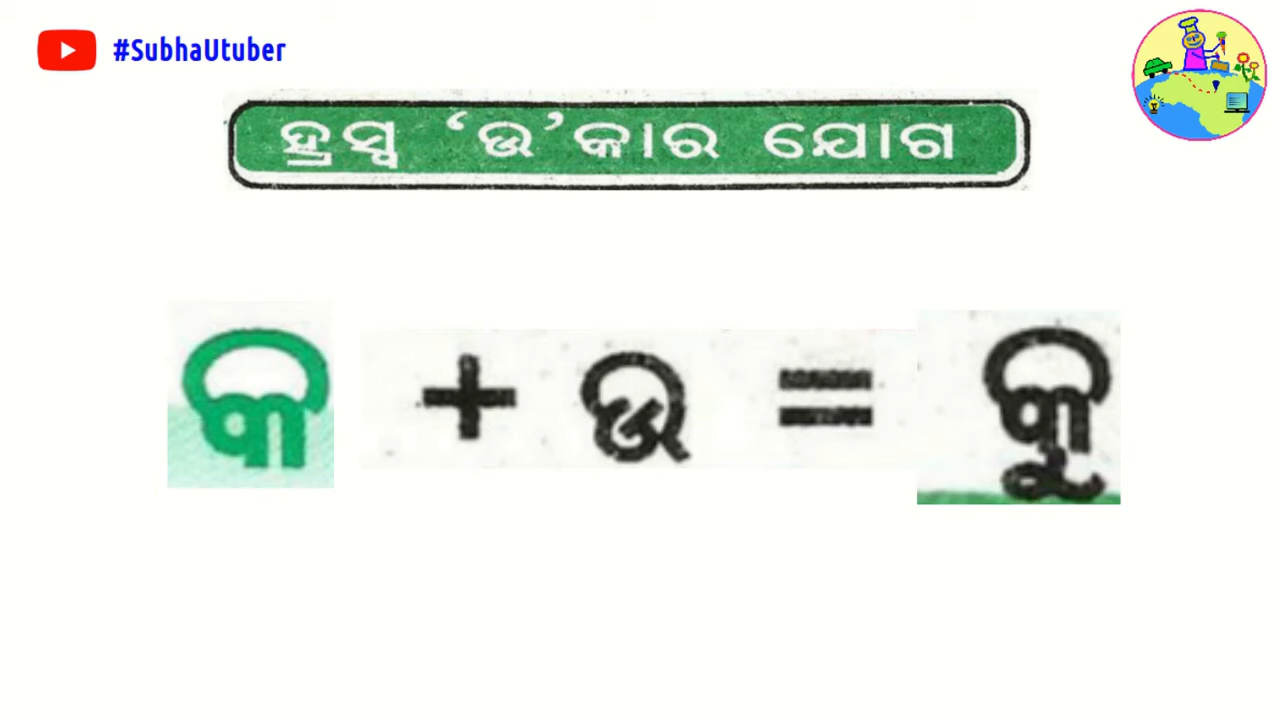 #SubhaUtuber
ହ୍ରସ୍ୱ ‘ଉ’କାର ଯୋଗ
କ + ଉ = କୁ